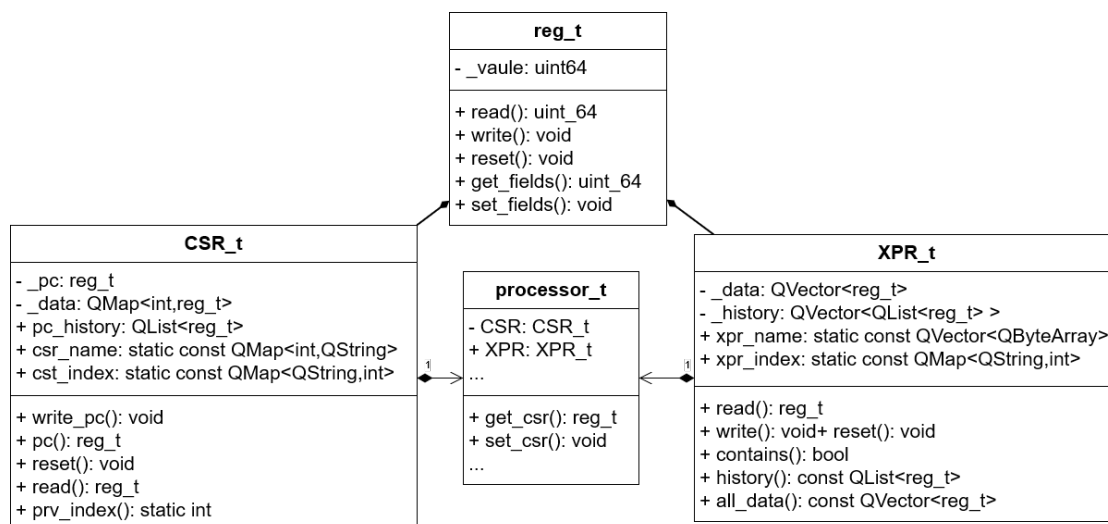 reg_t
- _vaule: uint64
+ read(): uint_64
+ write(): void
+ reset(): void
+ get_fields(): uint_64
+ set_fields(): void
CSR_t
- _pc: reg_t
- _data: QMap<int,reg_t>
+ pc_history: QList<reg_t>
+ csr_name: static const QMap<int,QString>
+ cst_index: static const QMap<QString,int>
+ write_pc(): void
+ pc(): reg_t
+ reset(): void
+ read(): reg_t
+ prv_index(): static int
1
processor_t
- CSR: CSR_t
+ XPR: XPR_t
...
+ get_csr(): reg_t
+ set_csr(): void
...
1
XPR_t
- _data: QVector<reg_t>
- _history: QVector<QList<reg_t> >
+ xpr_name: static const QVector<QByteArray>
+ xpr_index: static const QMap<QString,int>
+ read(): reg_t
+ write(): void+ reset(): void
+ contains(): bool
+ history(): const QList<reg_t>
+ all_data(): const QVector<reg_t>